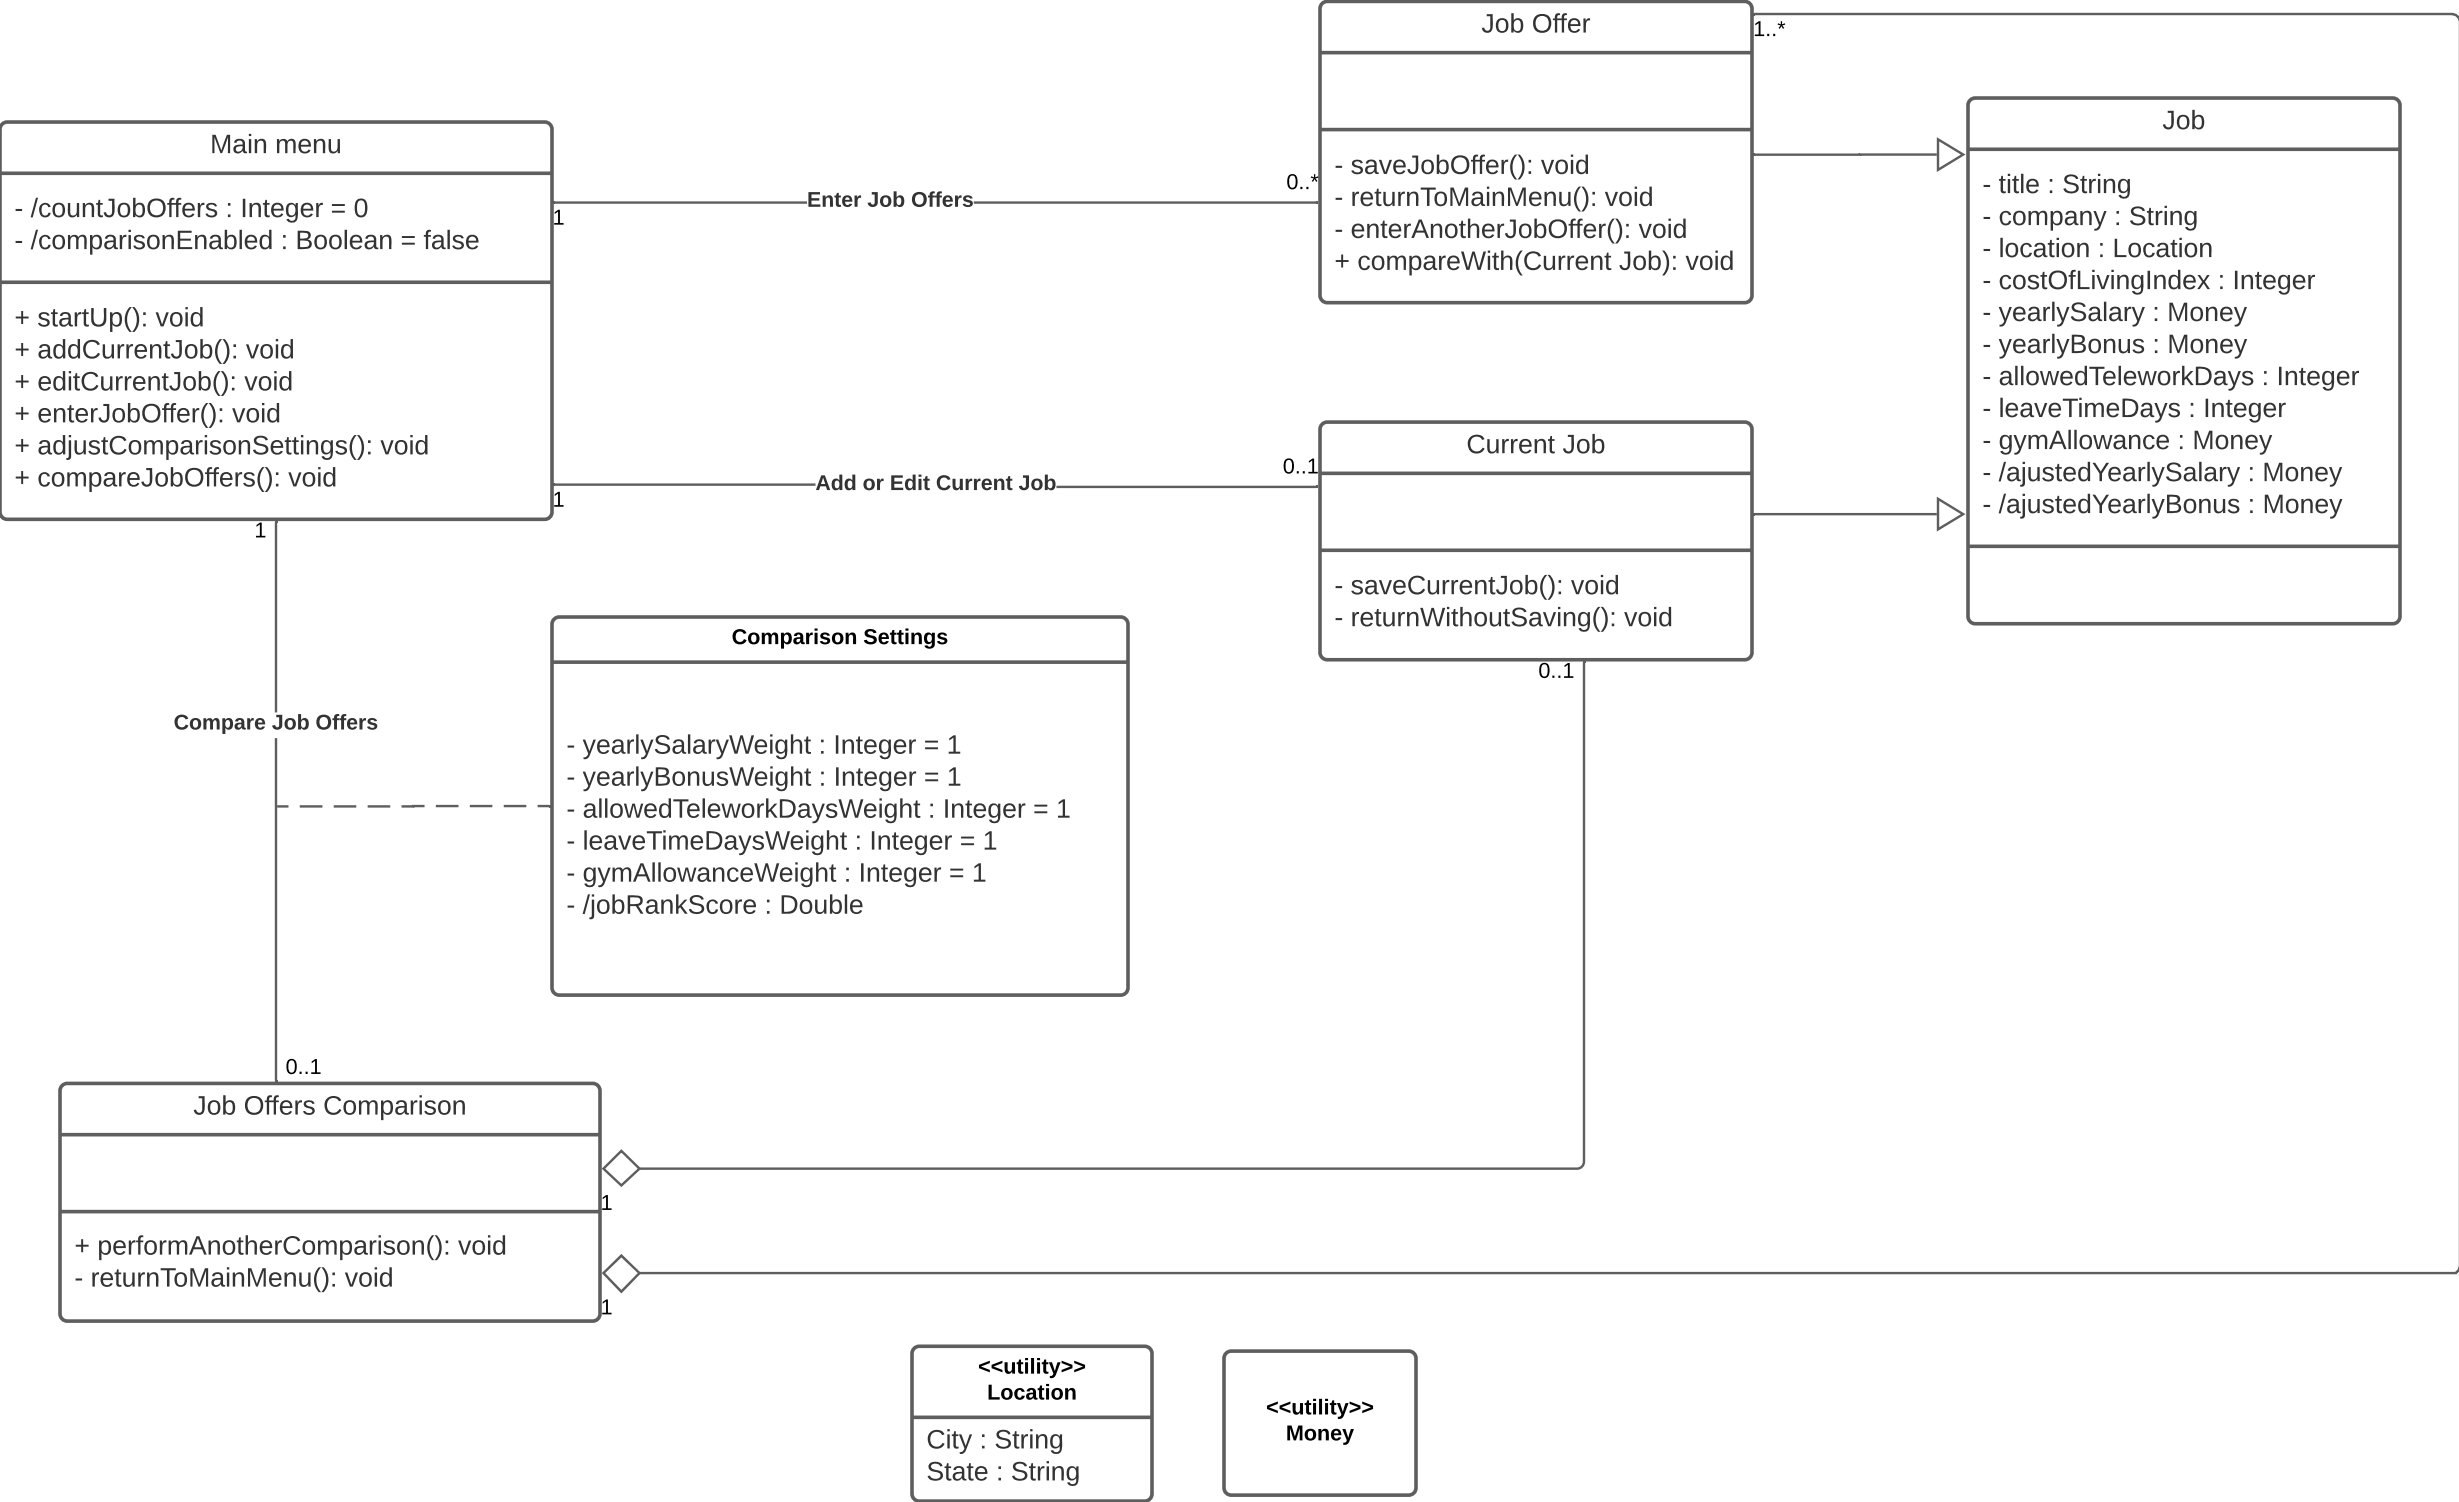 Job Offer
1..*
- saveJobOffer(): void
- returnToMainMenu(): void
- enterAnotherJobOffer(): void
+ compareWith(Current Job): void
Main menu
- /countJobOffers : Integer = 0
- /comparisonEnabled : Boolean = false
+ startUp(): void
+ addCurrentJob(): void
+ editCurrentJob(): void
+ enterJobOffer(): void
+ adjustComparisonSettings(): void
+ compareJobOffers(): void
1
Enter Job Offers
0..*
1
Add or Edit Current Job
0..1
Job
- title : String
- company : String
- location : Location
- costOfLivingIndex : Integer
- yearlySalary : Money
- yearlyBonus : Money
- allowedTeleworkDays : Integer
- leaveTimeDays : Integer
- gymAllowance : Money
- /ajustedYearlySalary : Money
- /ajustedYearlyBonus : Money
Current Job
- saveCurrentJob(): void
- returnWithoutSaving(): void
0..1
1
Compare Job Offers
0..1
Comparison Settings
- yearlySalaryWeight : Integer = 1
- yearlyBonusWeight : Integer = 1
- allowedTeleworkDaysWeight : Integer = 1
- leaveTimeDaysWeight : Integer = 1
- gymAllowanceWeight : Integer = 1
- /jobRankScore : Double
Job Offers Comparison
+ performAnotherComparison(): void
- returnToMainMenu(): void
1
1
<<utility>>
Location
City : String
State : String
<<utility>>
Money